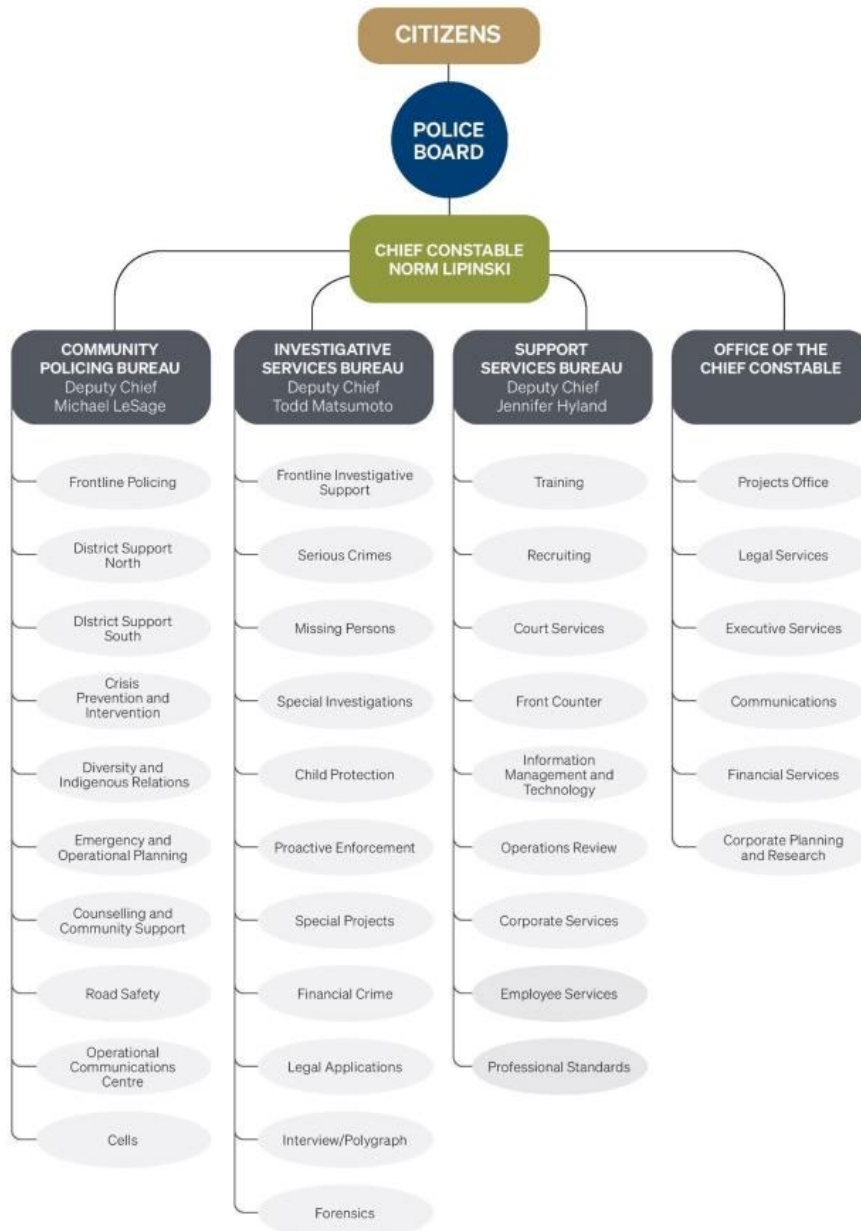 CITIZENS
POLICE
BOARD
CHIEF CONSTABLE
NORM LIPINSKI
COMMUNITY
POLICING BUREAU
Deputy Chief
Michael LeSage
Frontline Policing
District Support
North
DIstrict Support
South
Crisis
Prevention and
Intervention
Diversity and
Indigenous Relations
Emergency and
Operational Planning
Counselling and
Community Support
Road Safety
Operational
Communications
Centre
Cells
INVESTIGATIVE
SERVICES BUREAU
Deputy Chief
Todd Matsumoto
Frontline Investigative
Support
Serious Crimes
Missing Persons
Special Investigations
Child Protection
Proactive Enforcement
Special Projects
Financial Crime
Legal Applications
Interview/Polygraph
Forensics
SUPPORT
SERVICES BUREAU
Deputy Chief
Jennifer Hyland
Training
Recruiting
Court Services
Front Counter
Information
Management and
Technology
Operations Review
Corporate Services
Employee Services
Professional Standards
OFFICE OF THE
CHIEF CONSTABLE
Projects Office
Legal Services
Executive Services
Communications
Financial Services
Corporate Planning
and Research